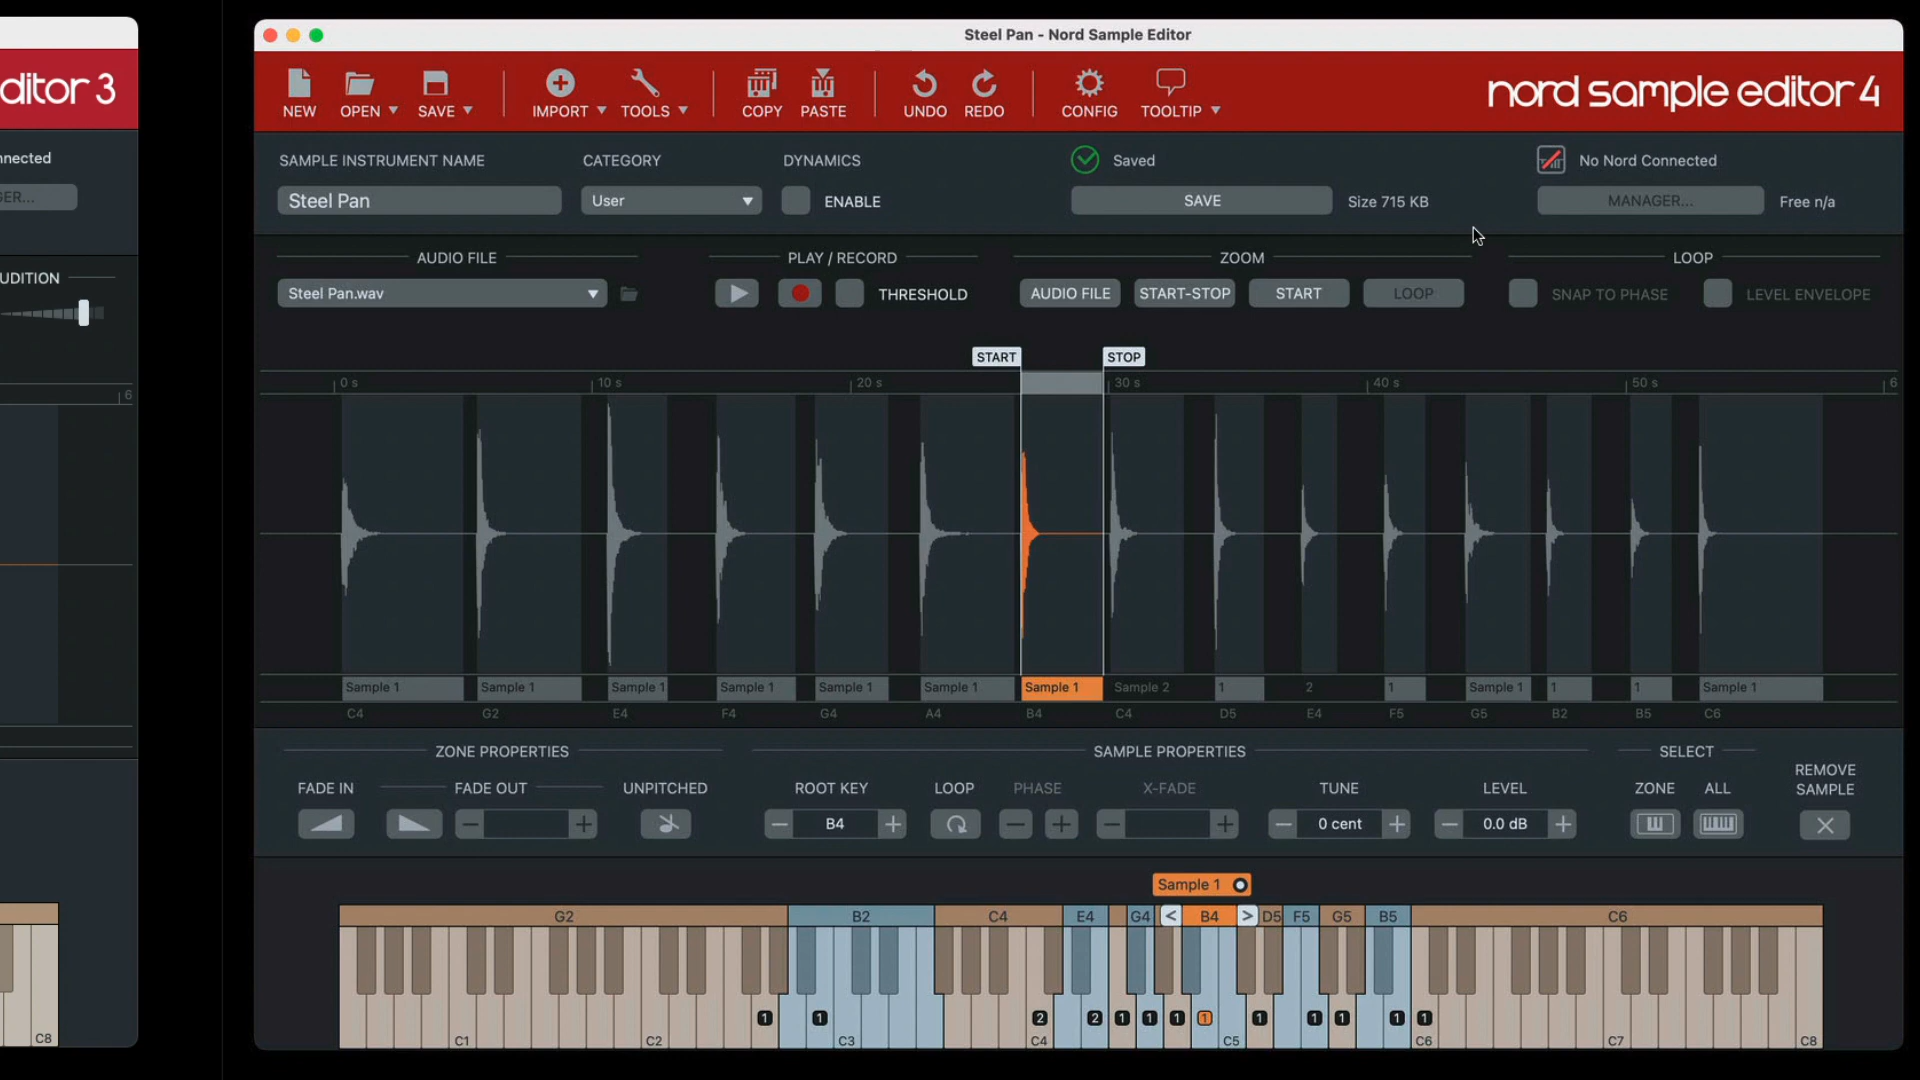 ditor 3
nnected
ER...
UDITION
6
C8
Steel Pan - Nord Sample Editor
NEW
OPEN
SAVE
IMPORT
TOOLS
COPY
PASTE
UNDO
REDO
CONFIG
TOOLTIP
nord sample editor 4
SAMPLE INSTRUMENT NAME
CATEGORY
DYNAMICS
Saved
No Nord Connected
Steel Pan
User
ENABLE
SAVE
Size 715 KB
MANAGER...
Free n/a
AUDIO FILE
PLAY / RECORD
ZOOM
LOOP
Steel Pan.wav
THRESHOLD
AUDIO FILE
START-STOP
START
LOOP
SNAP TO PHASE
LEVEL ENVELOPE
START
STOP
0 s
10 s
20 s
30 s
40 s
50 s
6
Sample 1
Sample 1
Sample 1
Sample 1
Sample 1
Sample 1
Sample 1
Sample 2
1
2
1
Sample 1
1
1
Sample 1
C4
G2
E4
F4
G4
A4
B4
C4
D5
E4
F5
G5
B2
B5
C6
ZONE PROPERTIES
SAMPLE PROPERTIES
SELECT
FADE IN
FADE OUT
UNPITCHED
ROOT KEY
LOOP
PHASE
X-FADE
TUNE
LEVEL
ZONE
ALL
REMOVE
SAMPLE
B4
0 cent
0.0 dB
Sample 1
G2
B2
C4
E4
G4
<
B4
>
D5
F5
G5
B5
C6
1
1
2
2
1
1
1
1
1
1
1
1
1
C1
C2
C3
C4
C5
C6
C7
C8